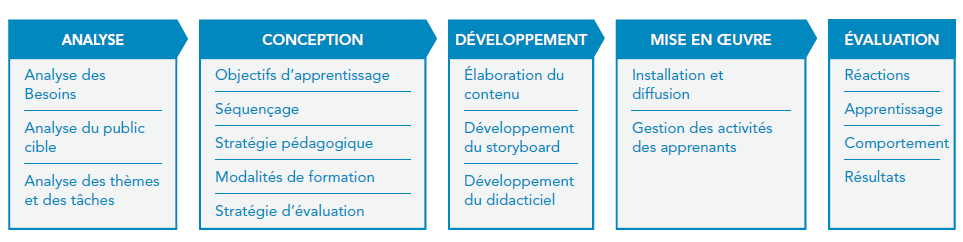 ANALYSE
Analyse des
Besoins
Analyse du public
cible
Analyse des thèmes
et des tâches
CONCEPTION
Objectifs d’apprentissage
Séquençage
Stratégie pédagogique
Modalités de formation
Stratégie d’évaluation
DÉVELOPPEMENT
Élaboration du
contenu
Développement
du storyboard
Développement
du didacticiel
MISE EN ŒUVRE
Installation et
diffusion
Gestion des activités
des apprenants
ÉVALUATION
Réactions
Apprentissage
Comportement
Résultats